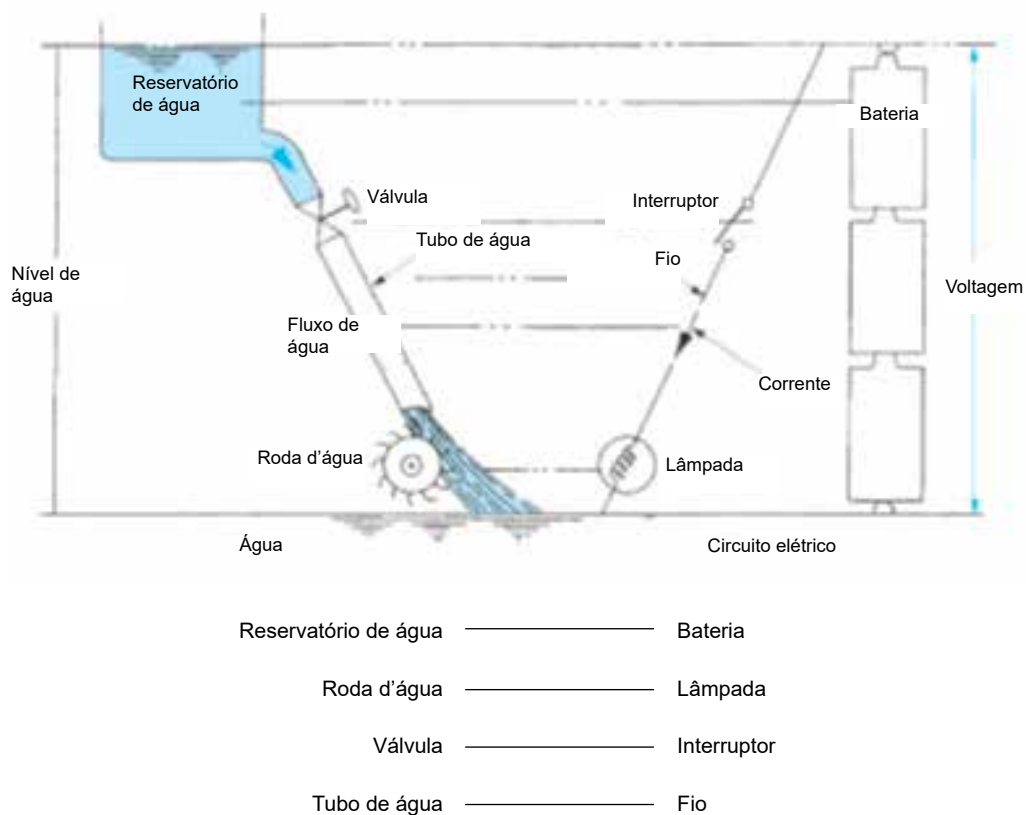 Reservatório
de água
Bateria
Válvula
Interruptor
Tubo de água
Fio
Nível de
água
Voltagem
Fluxo de
água
Corrente
Roda d’água
Lâmpada
Água
Circuito elétrico
Reservatório de água Bateria
Roda d’água Lâmpada
Válvula Interruptor
Tubo de água Fio